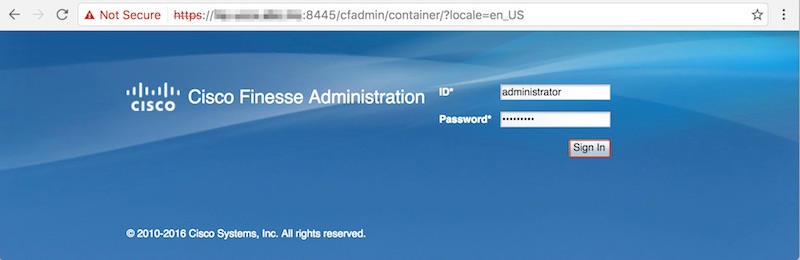 Not Secure https:// :8445/cfadmin/container/?locale=en_US
CISCO Cisco Finesse Administration
ID* administrator
Password* •••••••••
Sign In
© 2010-2016 Cisco Systems, Inc. All rights reserved.